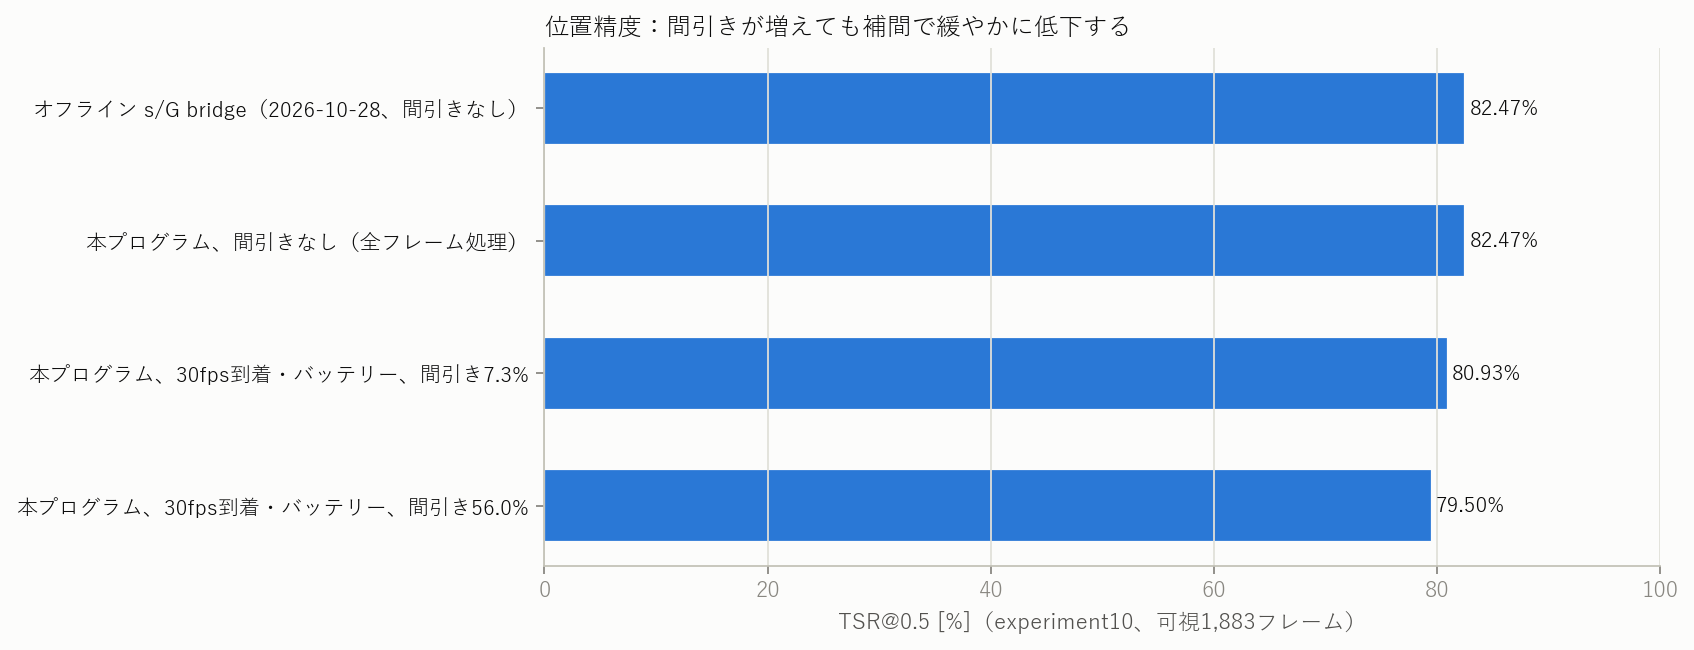 位置精度：間引きが増えても補間で緩やかに低下する
オフライン s/G bridge（2026-10-28、間引きなし）
82.47%
本プログラム、間引きなし（全フレーム処理）
82.47%
本プログラム、30fps到着・バッテリー、間引き7.3%
80.93%
本プログラム、30fps到着・バッテリー、間引き56.0%
79.50%
0 20 40 60 80 100
TSR@0.5 [%]（experiment10、可視1,883フレーム）